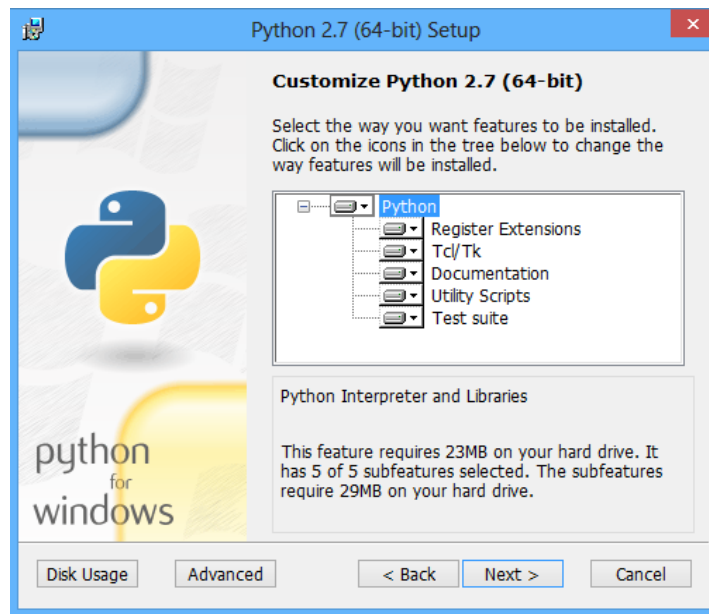 Python 2.7 (64-bit) Setup
Customize Python 2.7 (64-bit)
Select the way you want features to be installed.
Click on the icons in the tree below to change the
way features will be installed.
Python
Register Extensions
Tcl/Tk
Documentation
Utility Scripts
Test suite
Python Interpreter and Libraries
This feature requires 23MB on your hard drive. It
has 5 of 5 subfeatures selected. The subfeatures
require 29MB on your hard drive.
python
for
windows
Disk Usage
Advanced
< Back
Next >
Cancel